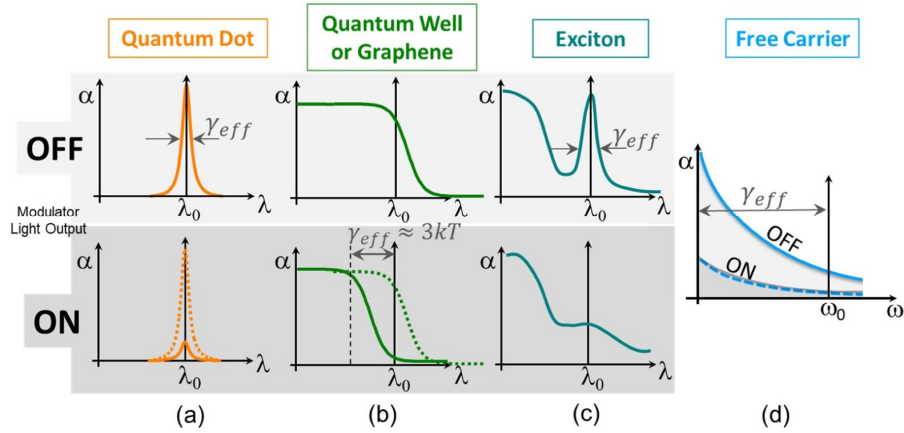 Quantum Dot
Quantum Well
or Graphene
Exciton
Free Carrier
OFF
α
γeff
λ0
λ
α
λ0
λ
α
γeff
λ0
λ
Modulator
Light Output
ON
α
λ0
λ
γeff ≈ 3kT
α
λ0
λ
α
λ0
λ
α
γeff
OFF
ON
ω0
ω
(a)
(b)
(c)
(d)